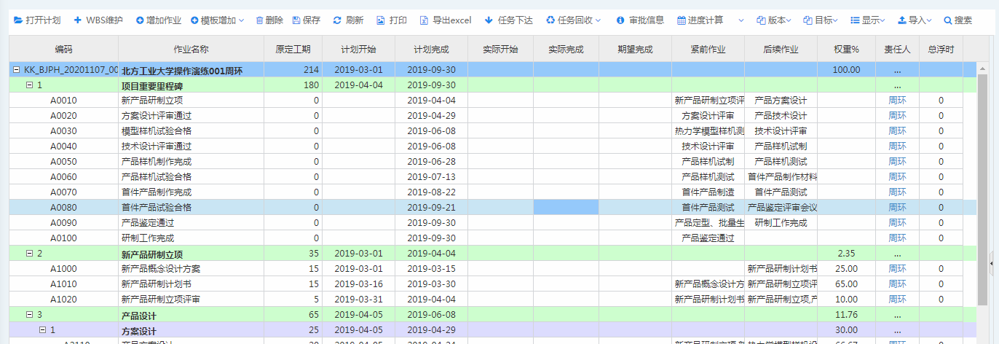 打开计划 WBS维护 增加作业 模板增加 删除 保存 刷新 打印 导出excel 任务下达 任务回收 审批信息 进度计算 版本 目标 显示 导入 搜索
编码 作业名称 原定工期 计划开始 计划完成 实际开始 实际完成 期望完成 紧前作业 后续作业 权重% 责任人 总浮时
KK_BJPH_20201107_00 北方工业大学操作演练001周环 214 2019-03-01 2019-09-30 100.00 ...
1 项目重要里程碑 180 2019-04-04 2019-09-30 ...
A0010 新产品研制立项 0 2019-04-04 新产品研制立项评 产品方案设计 周环 0
A0020 方案设计评审通过 0 2019-04-29 方案设计评审 产品技术设计 周环 0
A0030 模型样机试验合格 0 2019-06-08 热力学模型样机测 技术设计评审 周环 0
A0040 技术设计评审通过 0 2019-06-08 技术设计评审 产品样机试制 周环 0
A0050 产品样机制作完成 0 2019-06-28 产品样机试制 产品样机测试 周环 0
A0060 产品样机试验合格 0 2019-07-13 产品样机测试 首件产品制作材料 周环 0
A0070 首件产品制作完成 0 2019-08-22 首件产品制造 首件产品测试 周环 0
A0080 首件产品试验合格 0 2019-09-21 首件产品测试 产品鉴定评审会议 周环 0
A0090 产品鉴定通过 0 2019-09-30 产品定型、批量生 研制工作完成 周环 0
A0100 研制工作完成 0 2019-09-30 产品鉴定通过 周环 0
2 新产品研制立项 35 2019-03-01 2019-04-04 2.35 ...
A1000 新产品概念设计方案 15 2019-03-01 2019-03-15 新产品研制计划书 25.00 周环 0
A1010 新产品研制计划书 15 2019-03-16 2019-03-30 新产品概念设计方 新产品研制立项评 65.00 周环 0
A1020 新产品研制立项评审 5 2019-03-31 2019-04-04 新产品研制计划书 新产品研制立项,产 10.00 周环 0
3 产品设计 65 2019-04-05 2019-06-08 11.76 ...
1 方案设计 25 2019-04-05 2019-04-29 30.00 ...